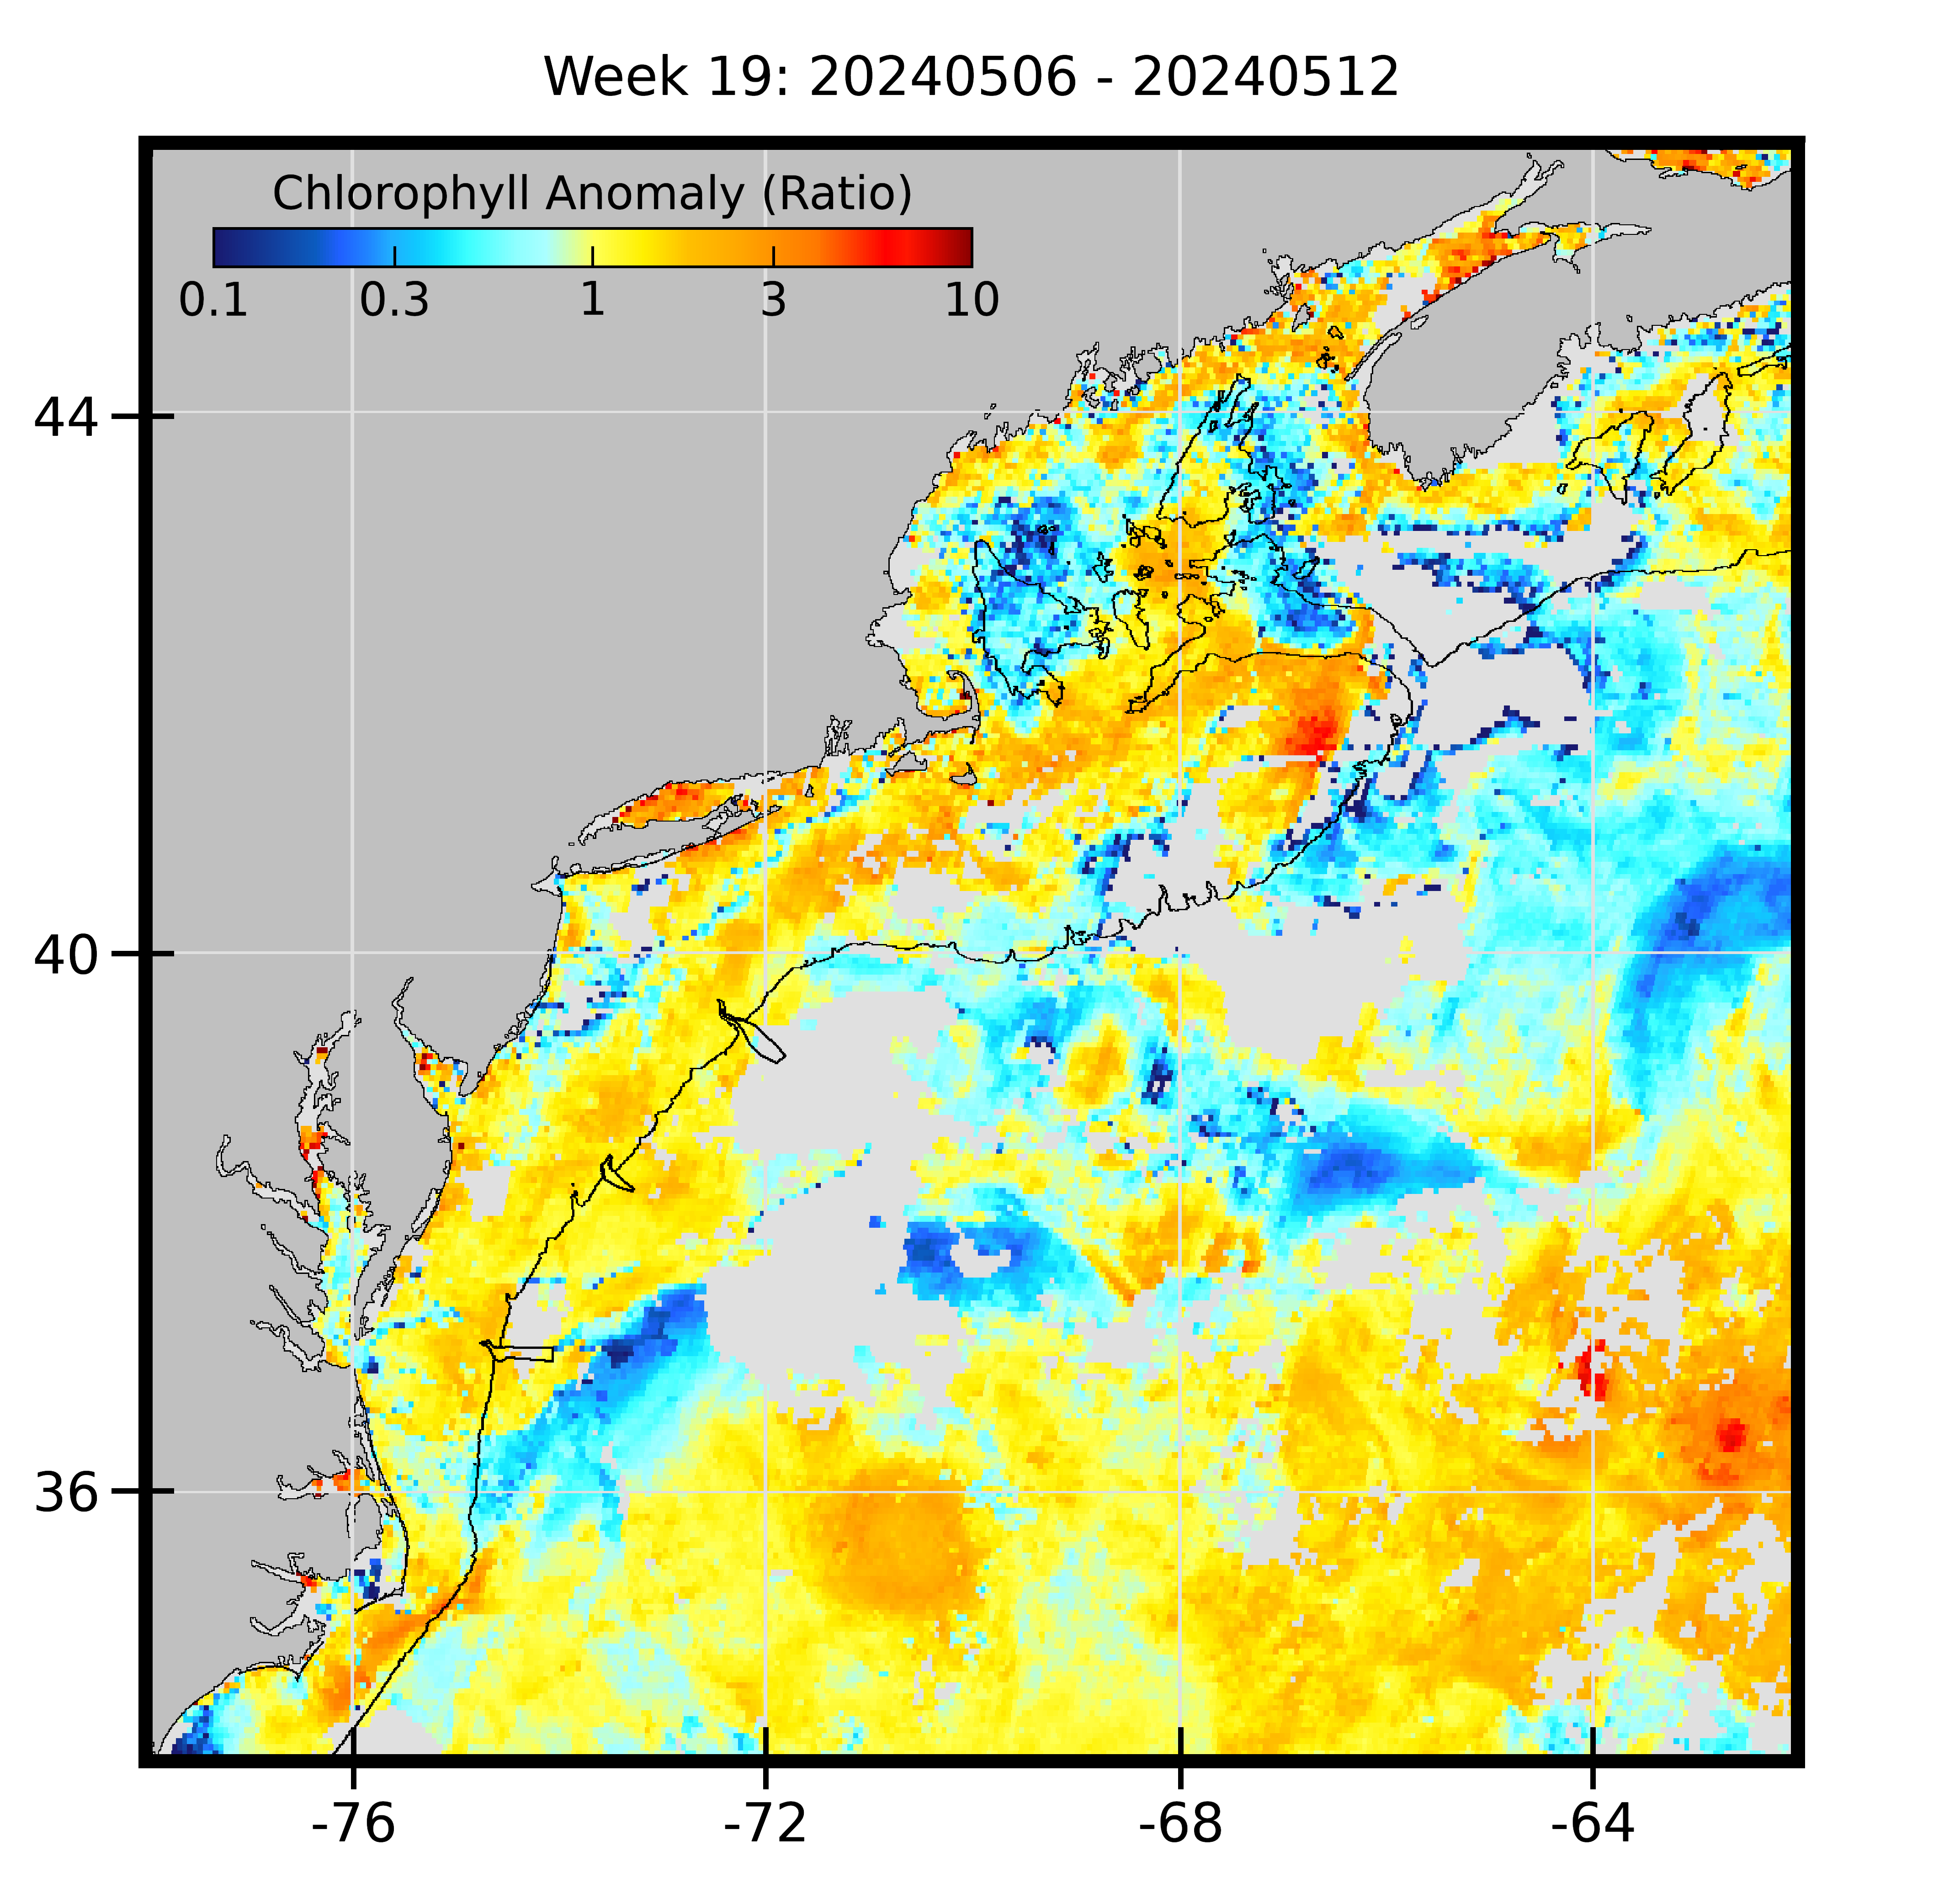 Week 19: 20240506 - 20240512
Chlorophyll Anomaly (Ratio)
0.1 0.3 1 3 10
44
40
36
-76 -72 -68 -64